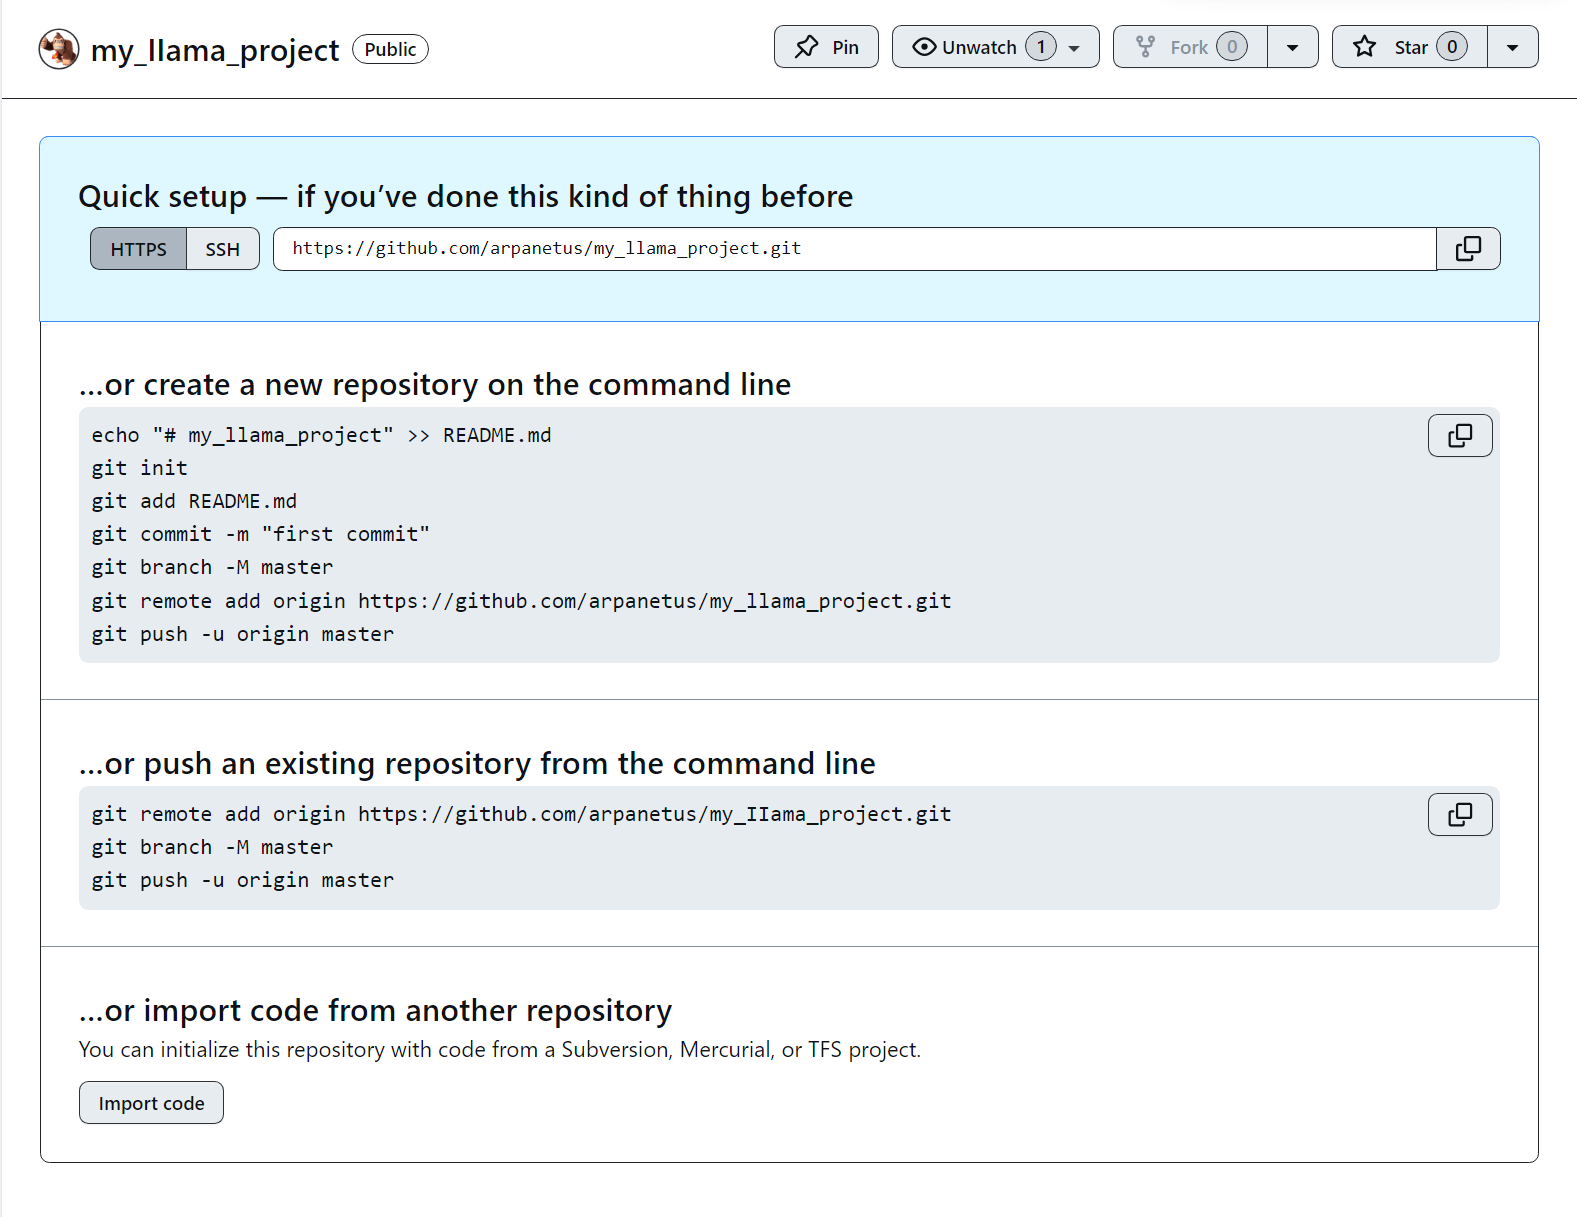 my_llama_project Public Pin Unwatch 1 Fork 0 Star 0
Quick setup — if you’ve done this kind of thing before
HTTPS SSH https://github.com/arpanetus/my_llama_project.git
…or create a new repository on the command line
echo "# my_llama_project" >> README.md
git init
git add README.md
git commit -m "first commit"
git branch -M master
git remote add origin https://github.com/arpanetus/my_llama_project.git
git push -u origin master
…or push an existing repository from the command line
git remote add origin https://github.com/arpanetus/my_IIama_project.git
git branch -M master
git push -u origin master
…or import code from another repository
You can initialize this repository with code from a Subversion, Mercurial, or TFS project.
Import code